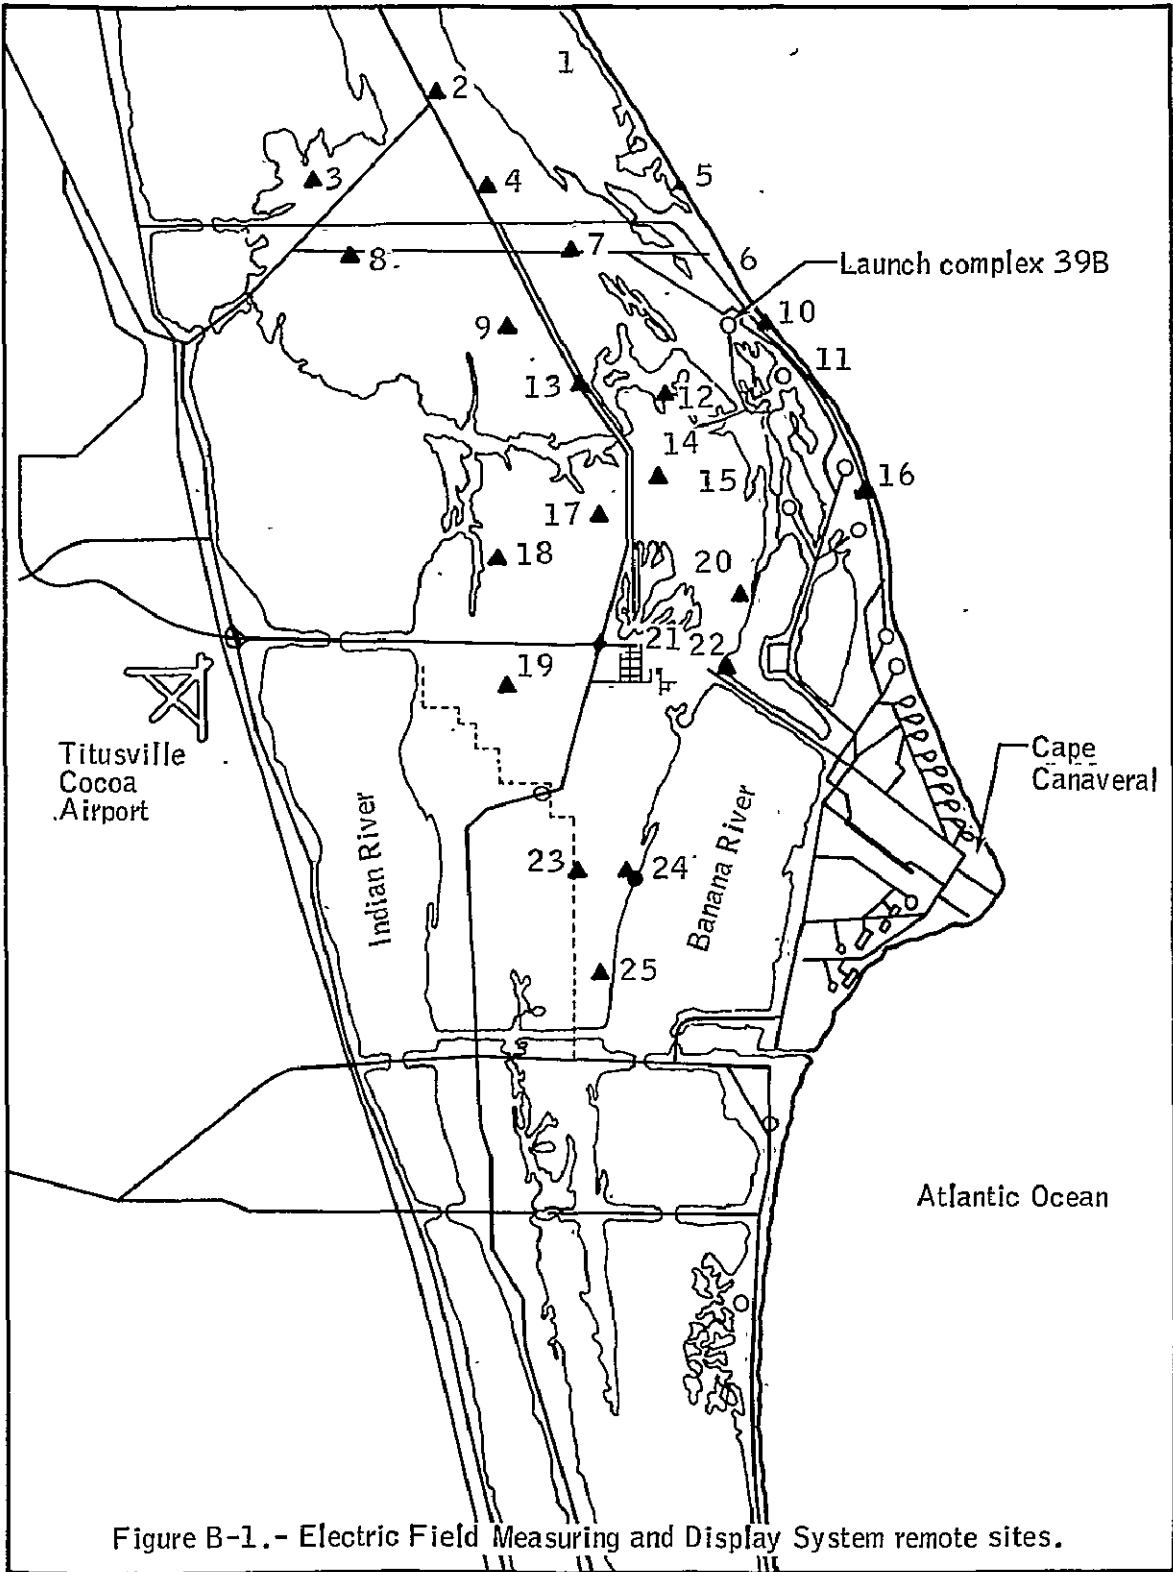 1
2
3
4
5
6
7
8
Launch complex 39B
9
10
11
13
12
14
15
16
17
18
20
21
22
19
Titusville
Cocoa
Airport
Cape
Canaveral
Indian River
Banana River
23
24
25
Atlantic Ocean
Figure B-1.- Electric Field Measuring and Display System remote sites.